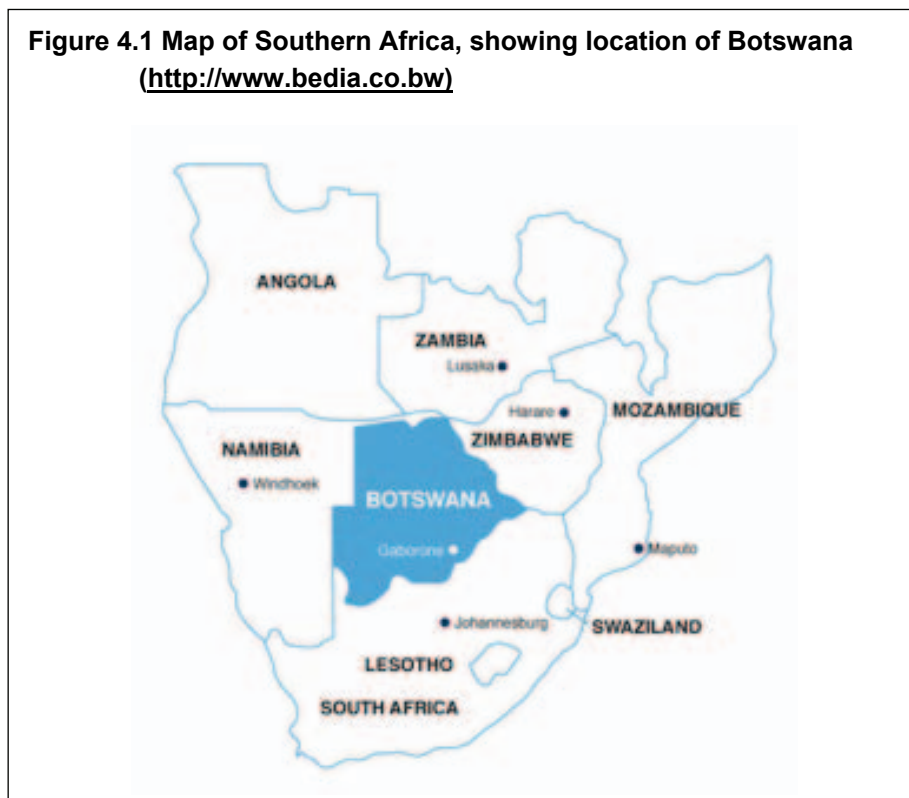 Figure 4.1 Map of Southern Africa, showing location of Botswana
(http://www.bedia.co.bw)
ANGOLA
ZAMBIA
Lusaka
Harare
MOZAMBIQUE
ZIMBABWE
NAMIBIA
Windhoek
BOTSWANA
Gaborone
Maputo
Johannesburg
SWAZILAND
LESOTHO
SOUTH AFRICA